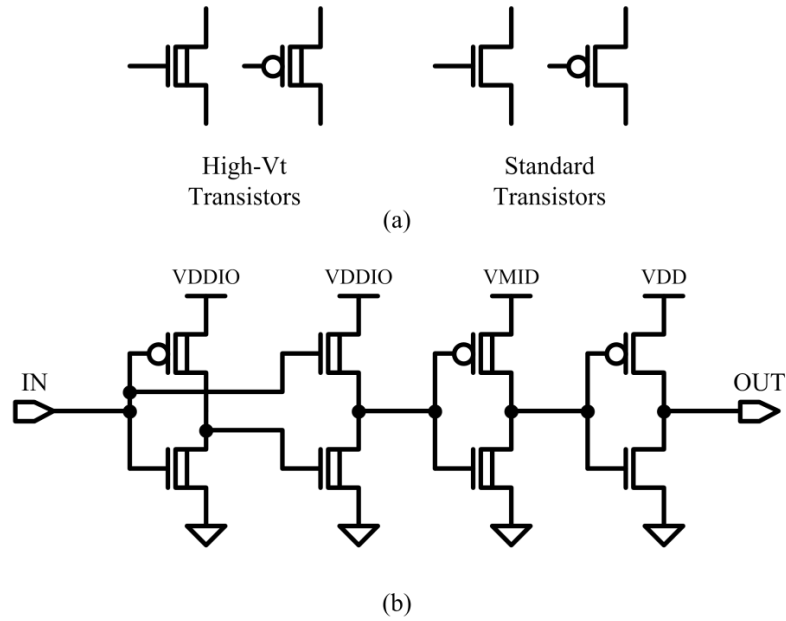 High-Vt
Transistors
Standard
Transistors
(a)
VDDIO
VDDIO
VMID
VDD
IN
OUT
(b)